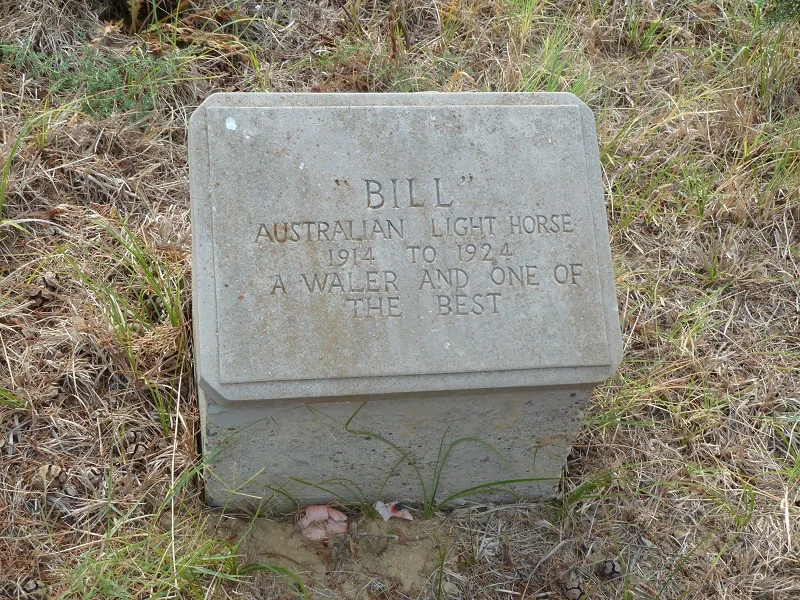 "BILL"
AUSTRALIAN LIGHT HORSE
1914 TO 1924
A WALER AND ONE OF
THE BEST